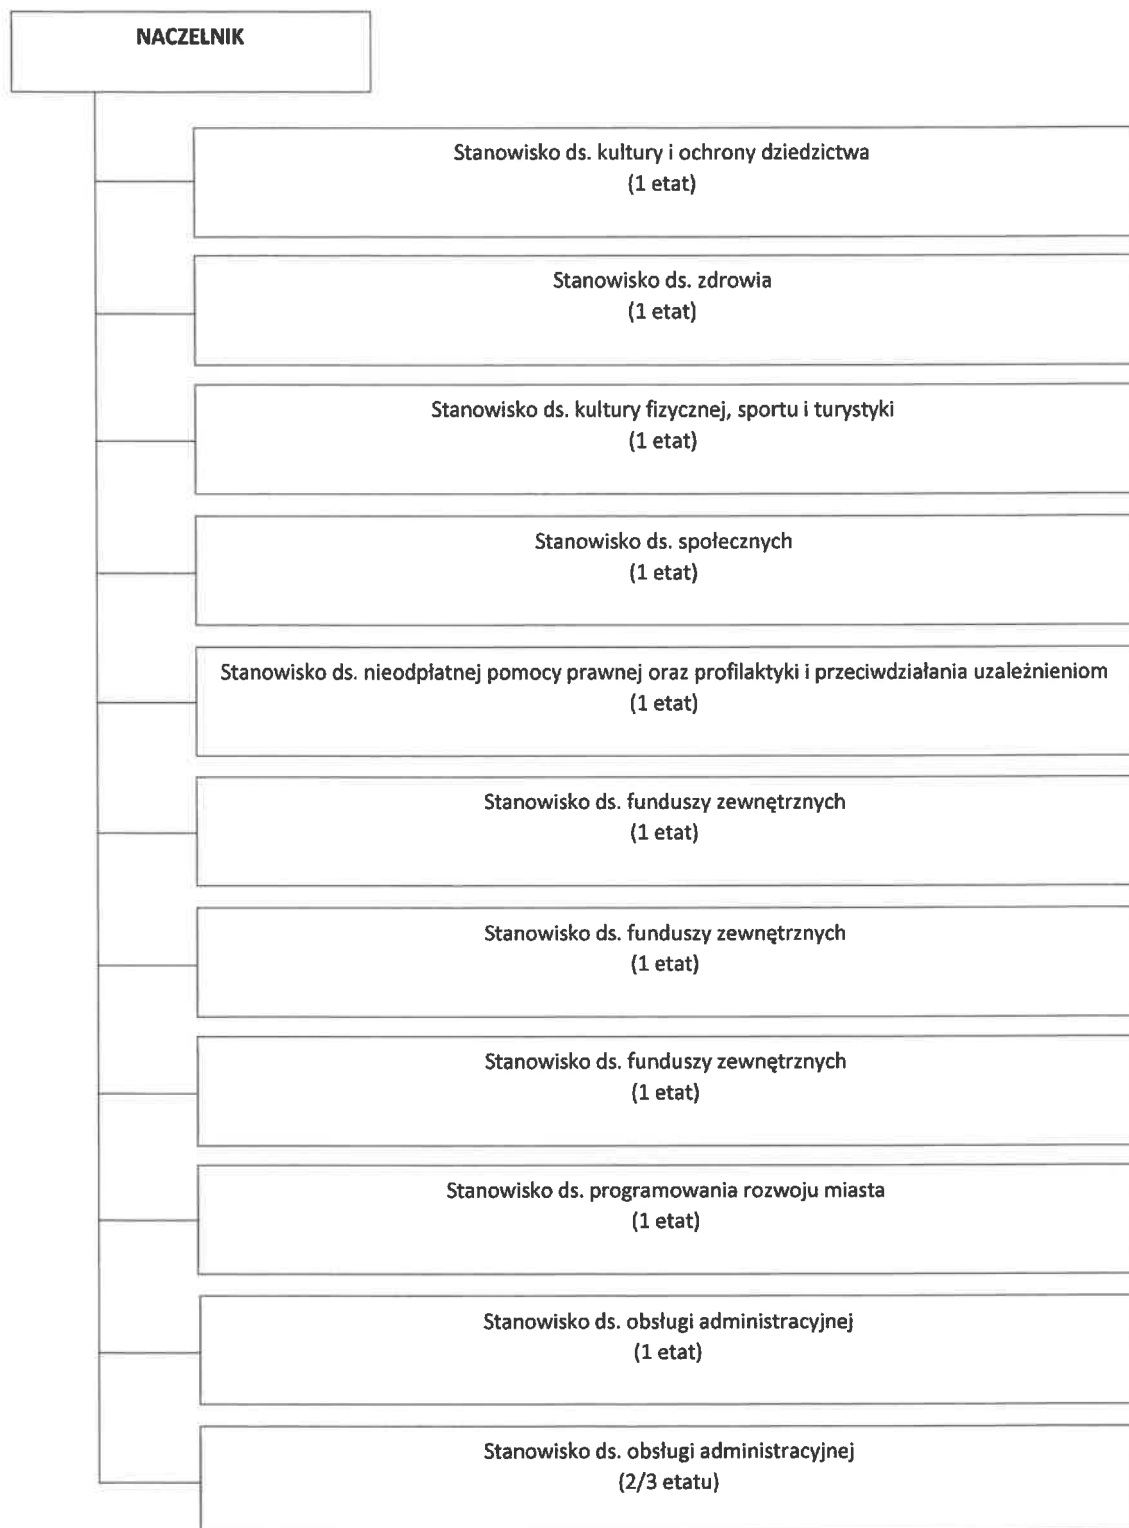 NACZELNIK
Stanowisko ds. kultury i ochrony dziedzictwa
(1 etat)
Stanowisko ds. zdrowia
(1 etat)
Stanowisko ds. kultury fizycznej, sportu i turystyki
(1 etat)
Stanowisko ds. społecznych
(1 etat)
Stanowisko ds. nieodpłatnej pomocy prawnej oraz profilaktyki i przeciwdziałania uzależnieniom
(1 etat)
Stanowisko ds. funduszy zewnętrznych
(1 etat)
Stanowisko ds. funduszy zewnętrznych
(1 etat)
Stanowisko ds. funduszy zewnętrznych
(1 etat)
Stanowisko ds. programowania rozwoju miasta
(1 etat)
Stanowisko ds. obsługi administracyjnej
(1 etat)
Stanowisko ds. obsługi administracyjnej
(2/3 etatu)